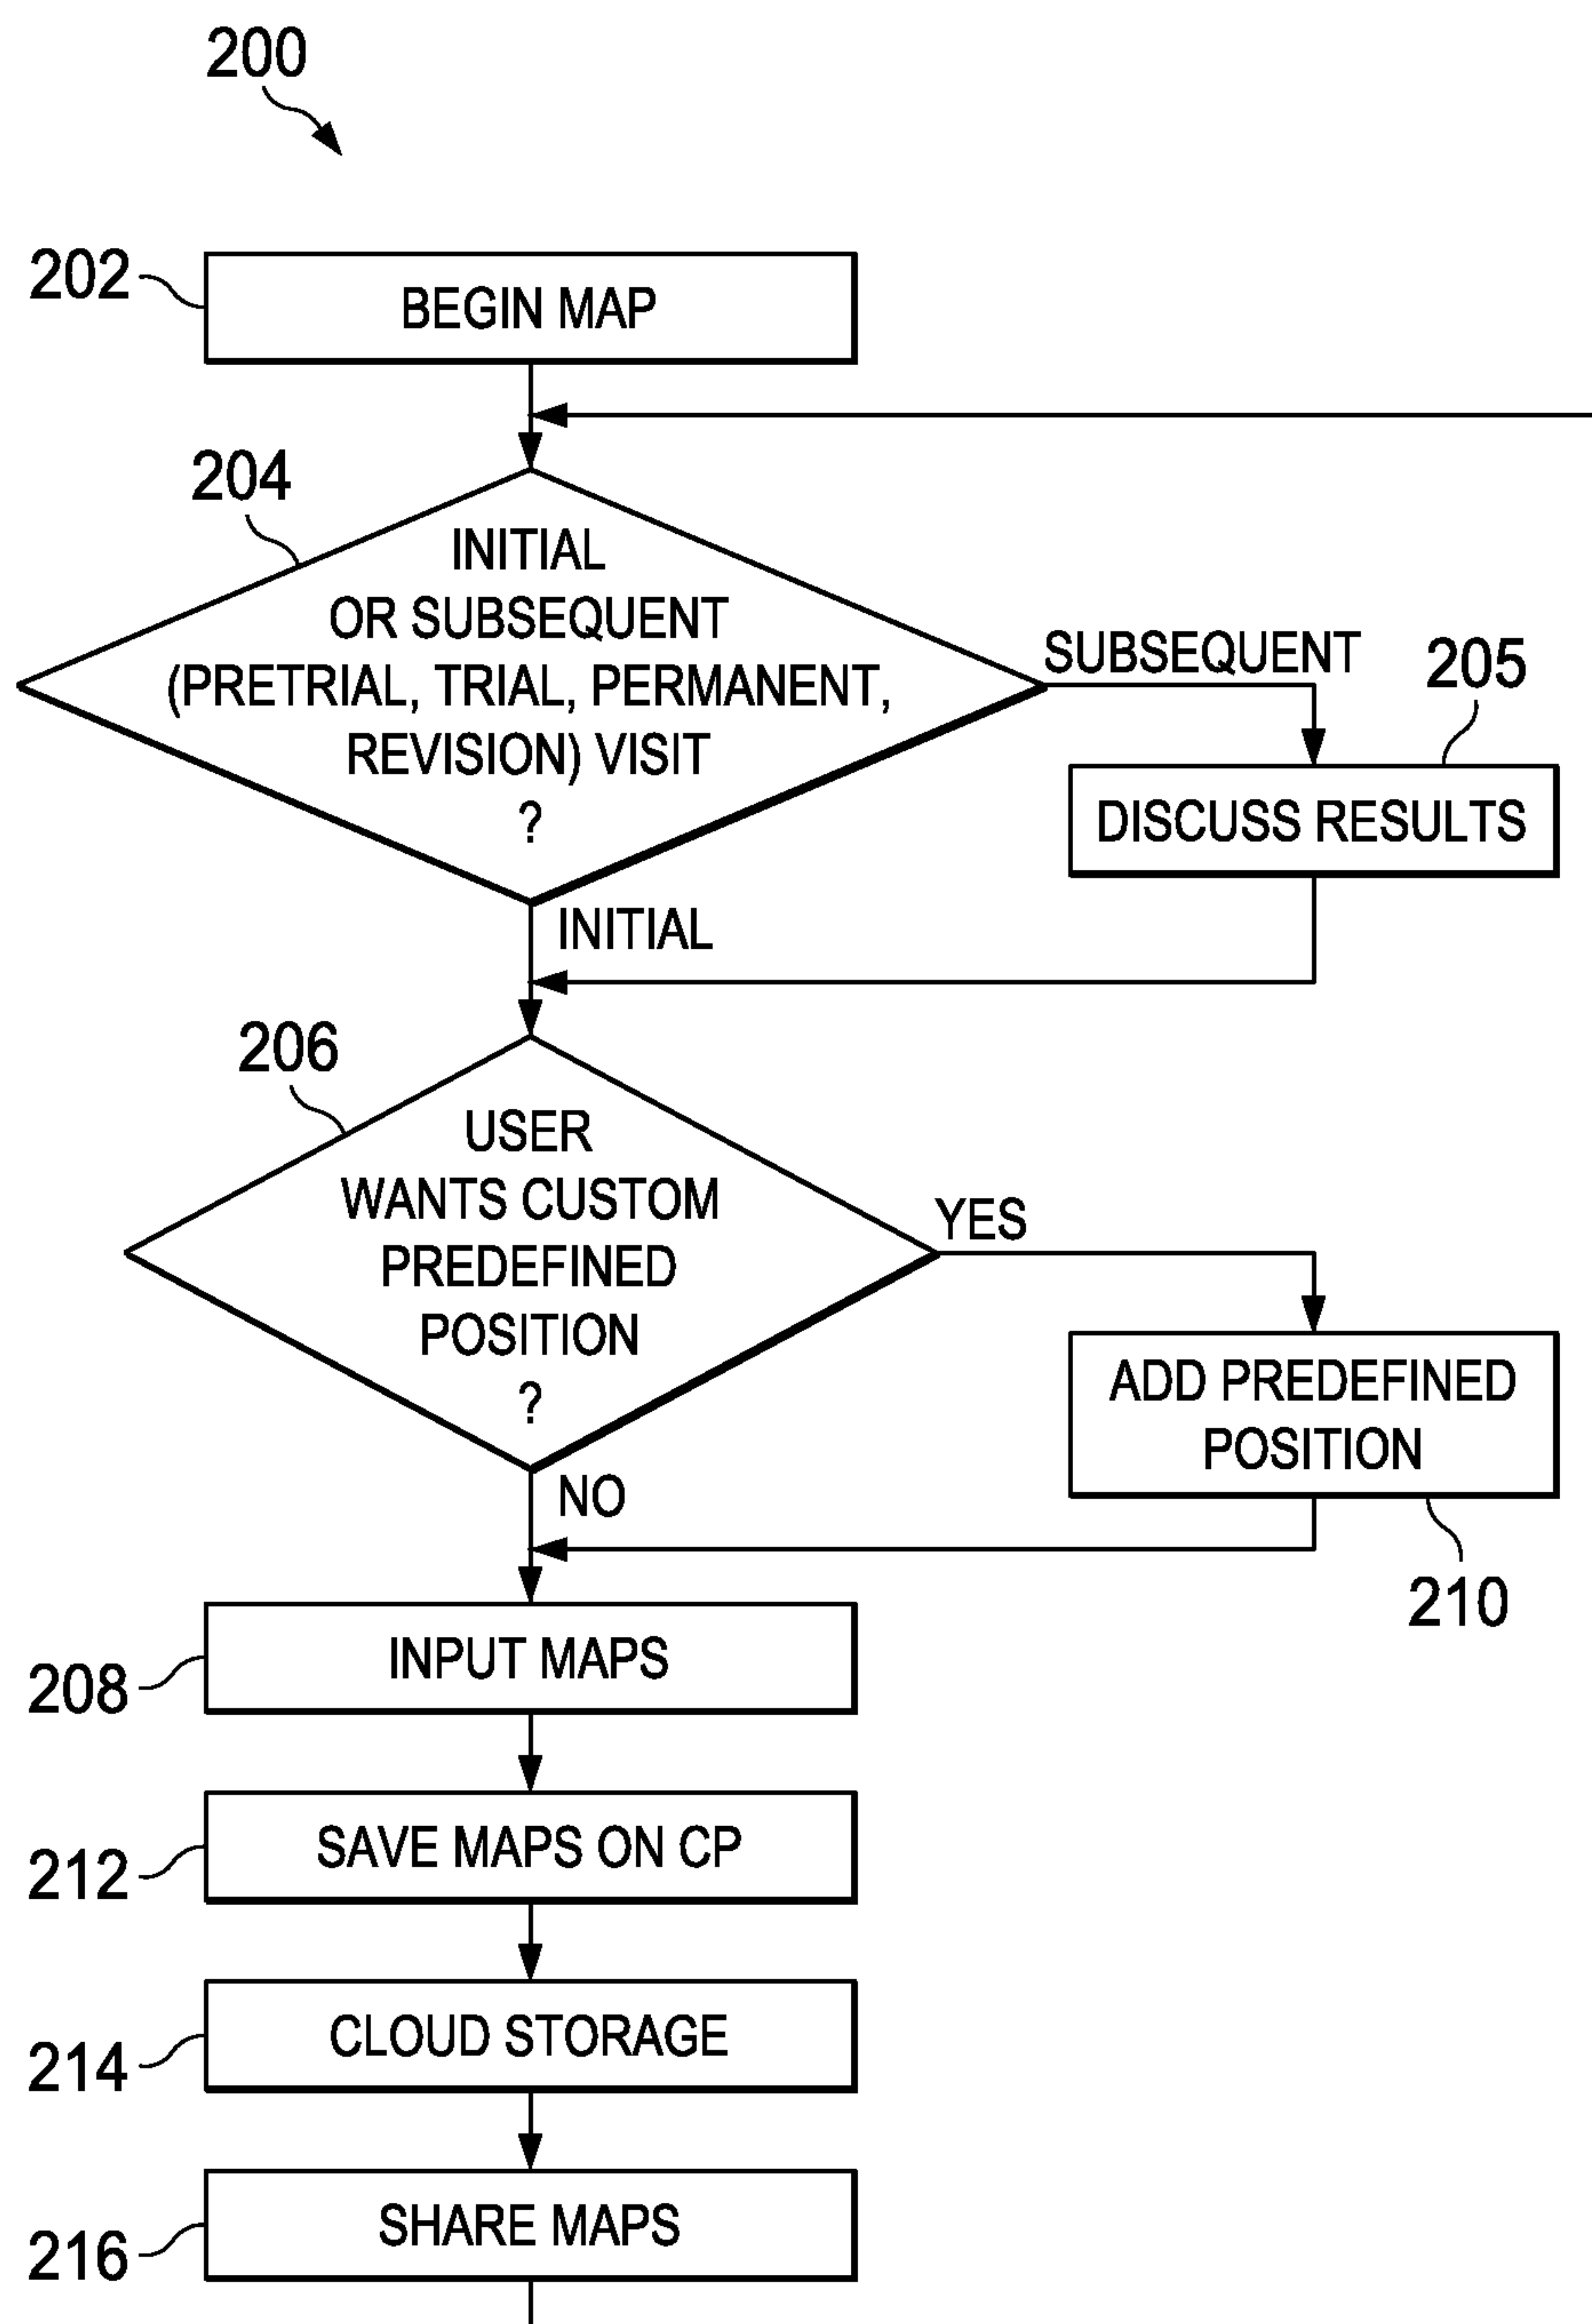 200
202
BEGIN MAP
204
INITIAL
OR SUBSEQUENT
(PRETRIAL, TRIAL, PERMANENT,
REVISION) VISIT
?
SUBSEQUENT
205
DISCUSS RESULTS
INITIAL
206
USER
WANTS CUSTOM
PREDEFINED
POSITION
?
YES
ADD PREDEFINED
POSITION
NO
210
208
INPUT MAPS
212
SAVE MAPS ON CP
214
CLOUD STORAGE
216
SHARE MAPS